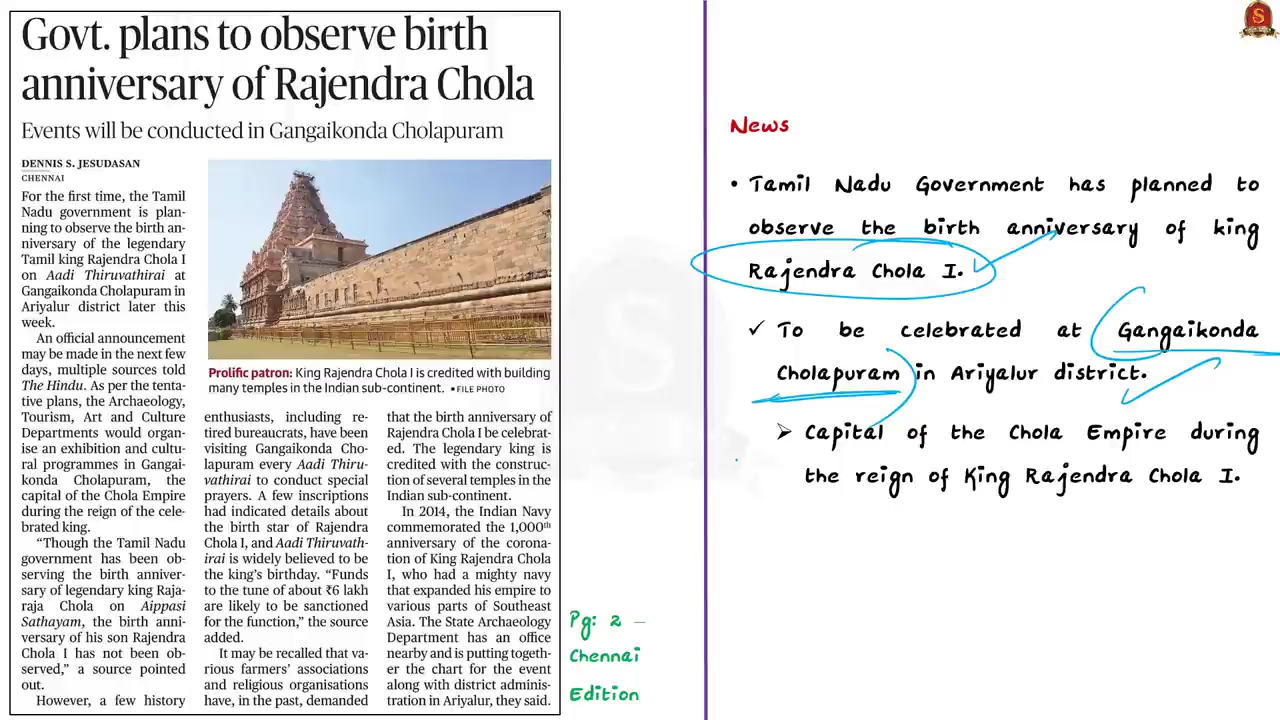 Govt. plans to observe birth
anniversary of Rajendra Chola
Events will be conducted in Gangaikonda Cholapuram
DENNIS S. JESUDASAN
CHENNAI
For the first time, the Tamil
Nadu government is plan-
ning to observe the birth an-
niversary of the legendary
Tamil king Rajendra Chola I
on Aadi Thiruvathirai at
Gangaikonda Cholapuram in
Ariyalur district later this
week.
An official announcement
may be made in the next few
days, multiple sources told
The Hindu. As per the tenta-
tive plans, the Archaeology,
Tourism, Art and Culture
Departments would organ-
ise an exhibition and cultu-
ral programmes in Gangai-
konda Cholapuram, the
capital of the Chola Empire
during the reign of the cele-
brated king.
“Though the Tamil Nadu
government has been ob-
serving the birth anniver-
sary of legendary king Raja-
raja Chola on Aippasi
Sathayam, the birth anni-
versary of his son Rajendra
Chola I has not been ob-
served,” a source pointed
out.
However, a few history
Prolific patron: King Rajendra Chola I is credited with building
many temples in the Indian sub-continent. ▪ FILE PHOTO
enthusiasts, including re-
tired bureaucrats, have been
visiting Gangaikonda Cho-
lapuram every Aadi Thiru-
vathirai to conduct special
prayers. A few inscriptions
had indicated details about
the birth star of Rajendra
Chola I, and Aadi Thiruvath-
irai is widely believed to be
the king’s birthday. “Funds
to the tune of about ₹6 lakh
are likely to be sanctioned
for the function,” the source
added.
It may be recalled that va-
rious farmers’ associations
and religious organisations
have, in the past, demanded
that the birth anniversary of
Rajendra Chola I be celebrat-
ed. The legendary king is
credited with the construc-
tion of several temples in the
Indian sub-continent.
In 2014, the Indian Navy
commemorated the 1,000th
anniversary of the corona-
tion of King Rajendra Chola
I, who had a mighty navy
that expanded his empire to
various parts of Southeast
Asia. The State Archaeology
Department has an office
nearby and is putting togeth-
er the chart for the event
along with district adminis-
tration in Ariyalur, they said.
Pg: 2 –
Chennai
Edition
News
• Tamil Nadu Government has planned to
observe the birth anniversary of king
Rajendra Chola I.
✓ To be celebrated at Gangaikonda
Cholapuram in Ariyalur district.
➢ Capital of the Chola Empire during
the reign of King Rajendra Chola I.